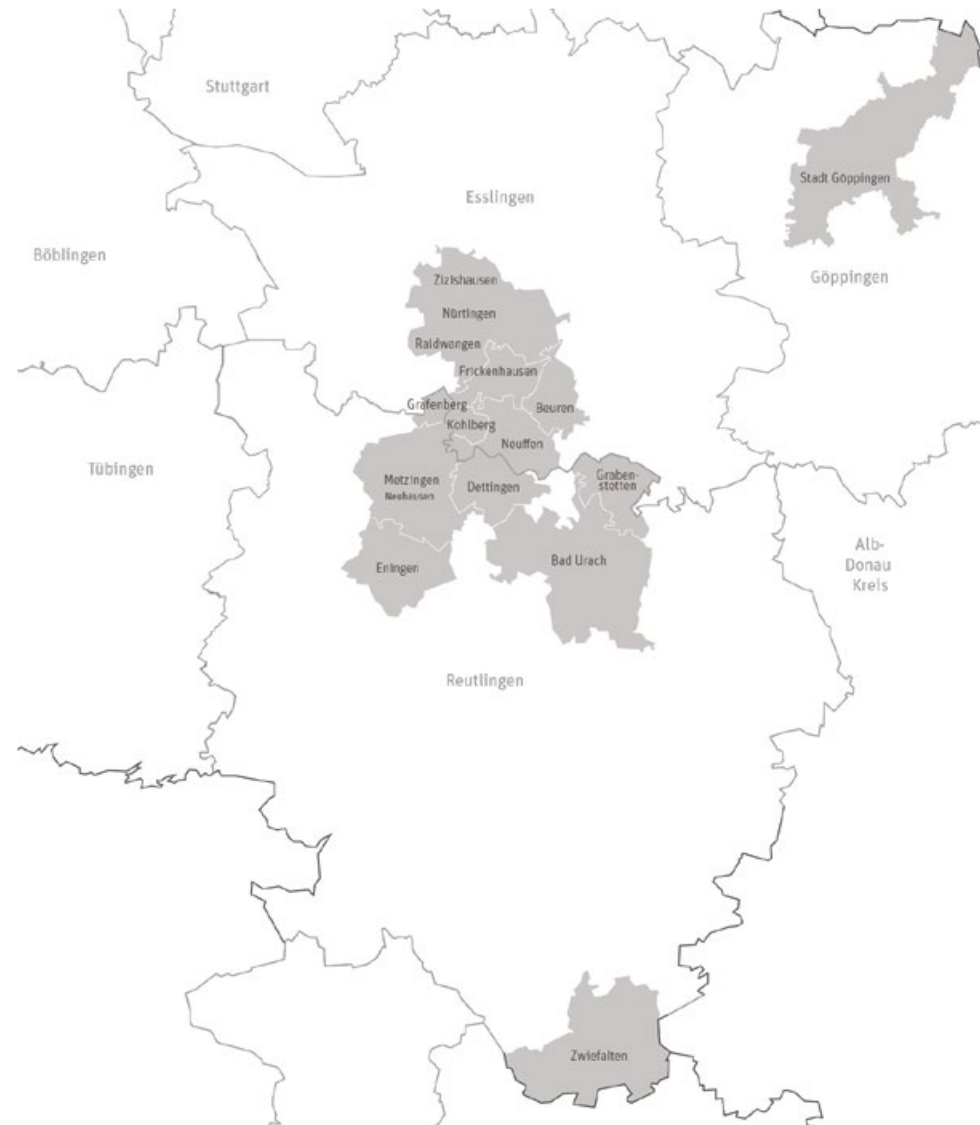 Stuttgart
Esslingen
Stadt Göppingen
Böblingen
Göppingen
Zizishausen
Nürtingen
Raidwangen
Frickenhausen
Grafenberg
Beuren
Kohlberg
Neuffen
Tübingen
Metzingen
Neuhausen
Dettingen
Graben-
stetten
Eningen
Bad Urach
Alb-
Donau
Kreis
Reutlingen
Zwiefalten